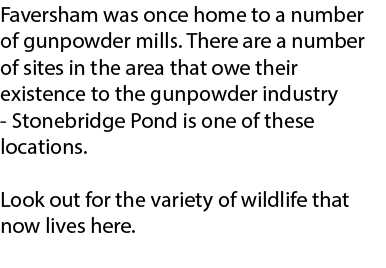 Faversham was once home to a number
of gunpowder mills. There are a number
of sites in the area that owe their
existence to the gunpowder industry
- Stonebridge Pond is one of these
locations.

Look out for the variety of wildlife that
now lives here.